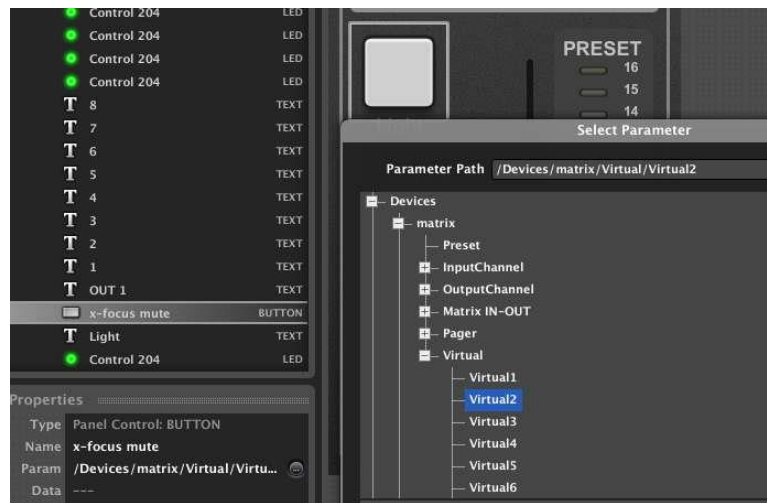 Control 204 LED
Control 204 LED
Control 204 LED
Control 204 LED
T 8 TEXT
T 7 TEXT
T 6 TEXT
T 5 TEXT
T 4 TEXT
T 3 TEXT
T 2 TEXT
T 1 TEXT
T OUT 1 TEXT
x-focus mute BUTTON
T Light TEXT
Control 204 LED
Properties
Type Panel Control: BUTTON
Name x-focus mute
Param /Devices/matrix/Virtual/Virtu...
Data ---
PRESET
16
15
14
Select Parameter
Parameter Path /Devices/matrix/Virtual/Virtual2
Devices
matrix
Preset
InputChannel
OutputChannel
Matrix IN-OUT
Pager
Virtual
Virtual1
Virtual2
Virtual3
Virtual4
Virtual5
Virtual6